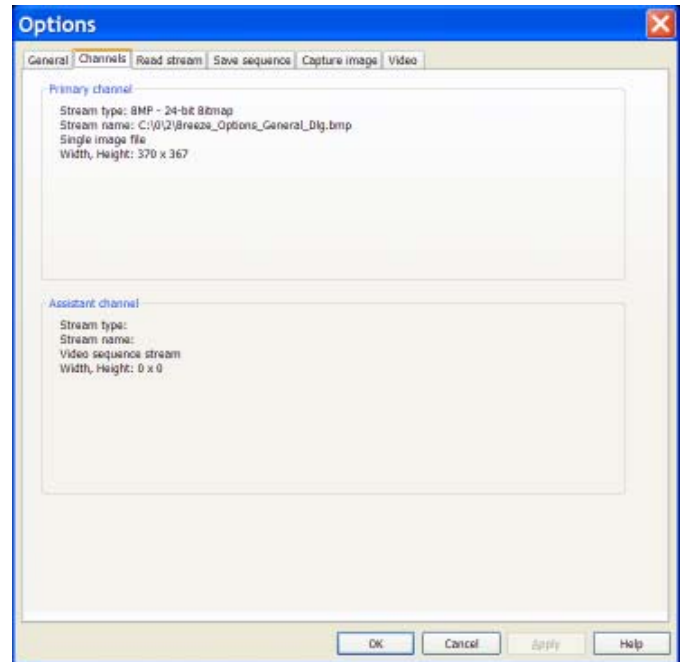 Options
General Channels Read stream Save sequence Capture image Video
Primary channel
Stream type: BMP - 24-bit Bitmap
Stream name: C:\0\2\Breeze_Options_General_Dlg.bmp
Single image file
Width, Height: 370 x 367
Assistant channel
Stream type:
Stream name:
Video sequence stream
Width, Height: 0 x 0
OK Cancel Apply Help